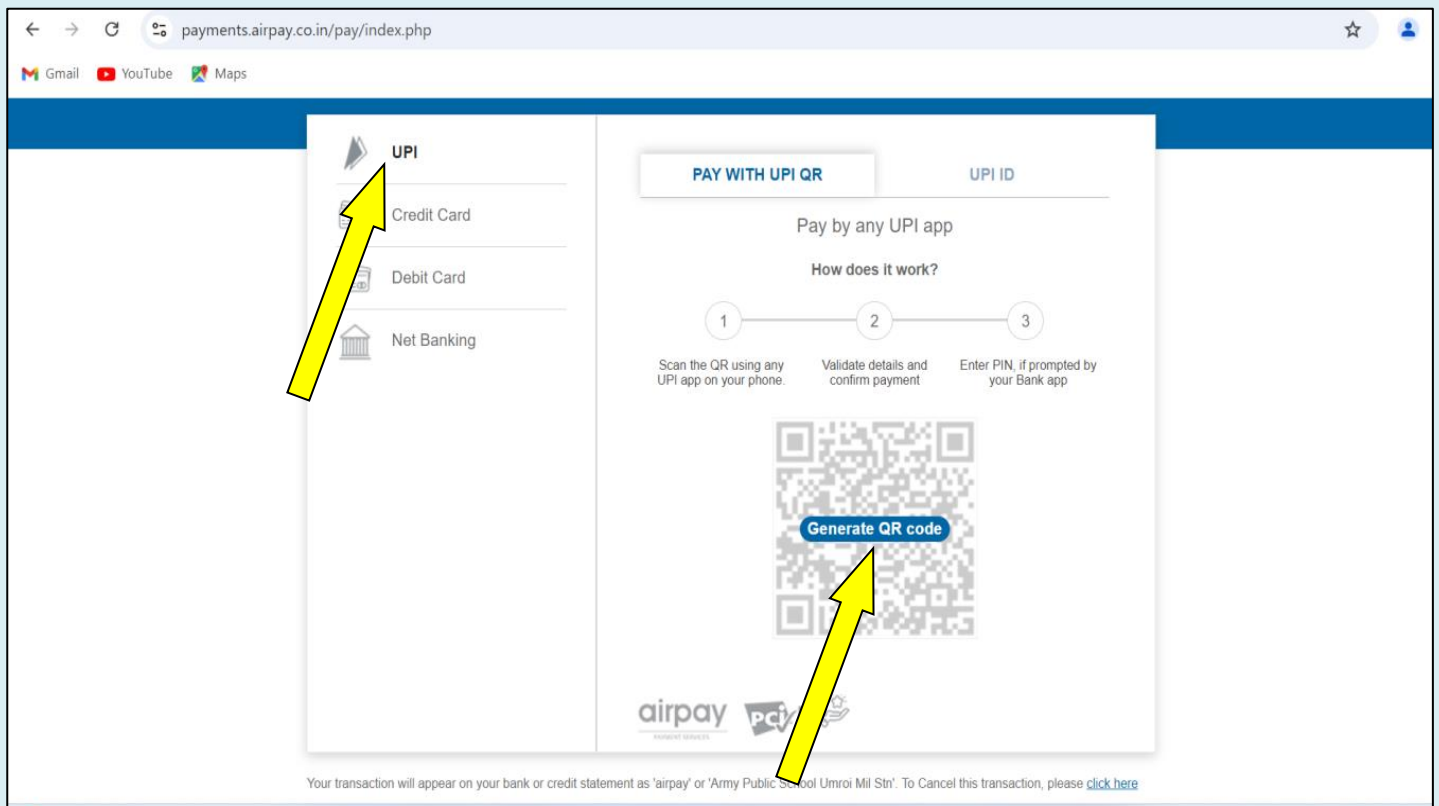 payments.airpay.co.in/pay/index.php
Gmail YouTube Maps
UPI
Credit Card
Debit Card
Net Banking
PAY WITH UPI QR UPI ID
Pay by any UPI app
How does it work?
1 2 3
Scan the QR using any Validate details and Enter PIN, if prompted by
UPI app on your phone. confirm payment your Bank app
Generate QR code
airpay PCI
PAYMENT SERVICES
Your transaction will appear on your bank or credit statement as 'airpay' or 'Army Public School Umroi Mil Stn'. To Cancel this transaction, please click here